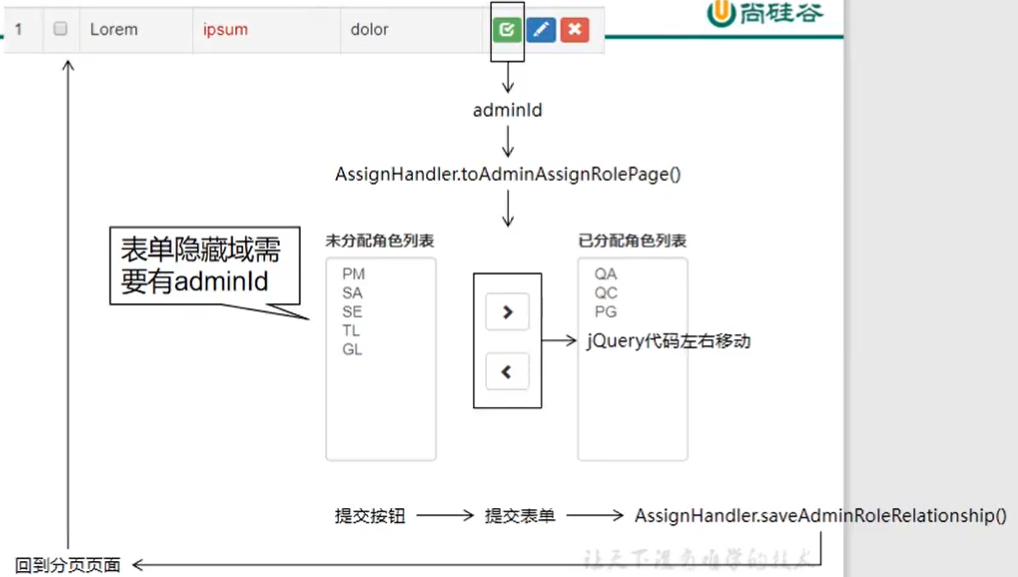 1 Lorem ipsum dolor
尚硅谷
adminId
AssignHandler.toAdminAssignRolePage()
表单隐藏域需
要有adminId
未分配角色列表
PM
SA
SE
TL
GL
已分配角色列表
QA
QC
PG
jQuery代码左右移动
提交按钮
提交表单
AssignHandler.saveAdminRoleRelationship()
回到分页页面
让天下没有难学的技术